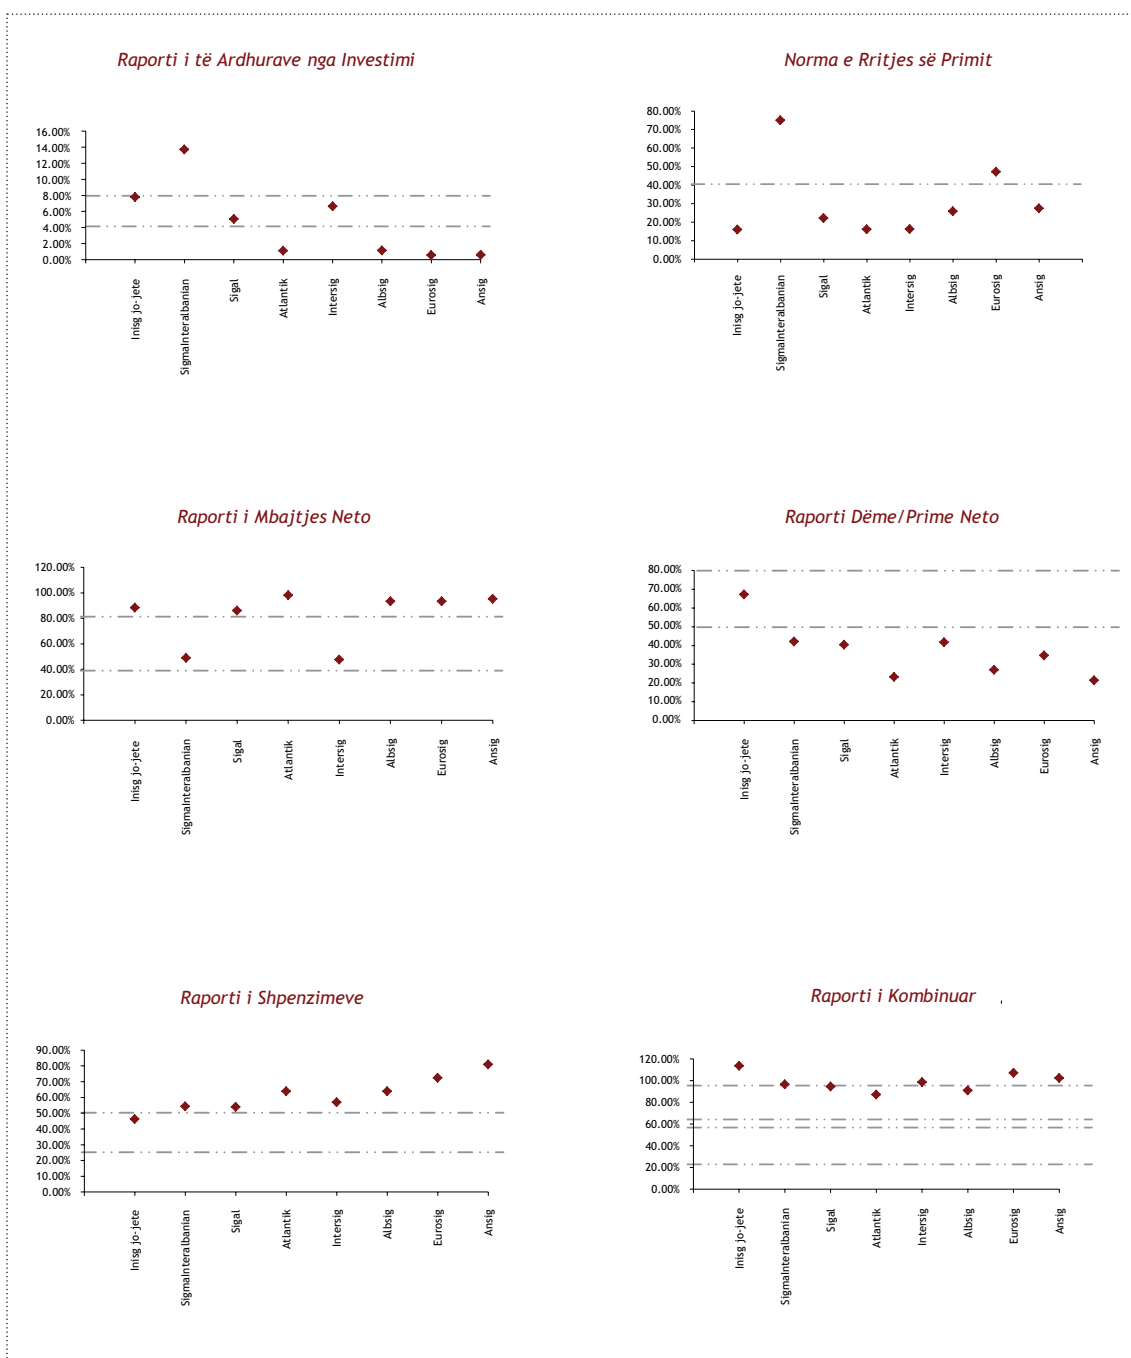 Raporti i të Ardhurave nga Investimi
16.00%
14.00%
12.00%
10.00%
8.00%
6.00%
4.00%
2.00%
0.00%
Inisg jo-jete
SigmaInteralbanian
Sigal
Atlantik
Intersig
Albsig
Eurosig
Ansig
Norma e Rritjes së Primit
80.00%
70.00%
60.00%
50.00%
40.00%
30.00%
20.00%
10.00%
0.00%
Inisg jo-jete
SigmaInteralbanian
Sigal
Atlantik
Intersig
Albsig
Eurosig
Ansig
Raporti i Mbajtjes Neto
120.00%
100.00%
80.00%
60.00%
40.00%
20.00%
0.00%
Inisg jo-jete
SigmaInteralbanian
Sigal
Atlantik
Intersig
Albsig
Eurosig
Ansig
Raporti Dëme/Prime Neto
80.00%
70.00%
60.00%
50.00%
40.00%
30.00%
20.00%
10.00%
0.00%
Inisg jo-jete
SigmaInteralbanian
Sigal
Atlantik
Intersig
Albsig
Eurosig
Ansig
Raporti i Shpenzimeve
90.00%
80.00%
70.00%
60.00%
50.00%
40.00%
30.00%
20.00%
10.00%
0.00%
Inisg jo-jete
SigmaInteralbanian
Sigal
Atlantik
Intersig
Albsig
Eurosig
Ansig
Raporti i Kombinuar ,
120.00%
100.00%
80.00%
60.00%
40.00%
20.00%
0.00%
Inisg jo-jete
SigmaInteralbanian
Sigal
Atlantik
Intersig
Albsig
Eurosig
Ansig